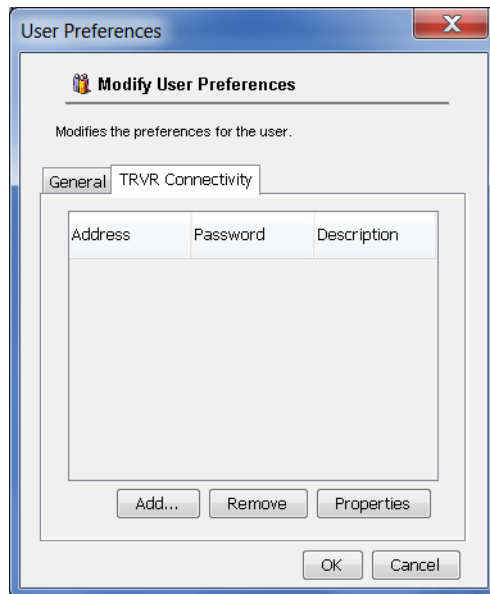 User Preferences
X
Modify User Preferences
Modifies the preferences for the user.
General TRVR Connectivity
Address Password Description
Add... Remove Properties
OK Cancel